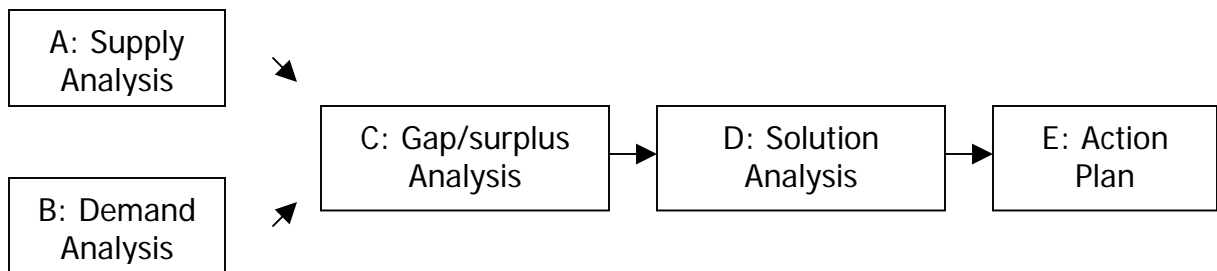 A: Supply
Analysis
B: Demand
Analysis
C: Gap/surplus
Analysis
D: Solution
Analysis
E: Action
Plan